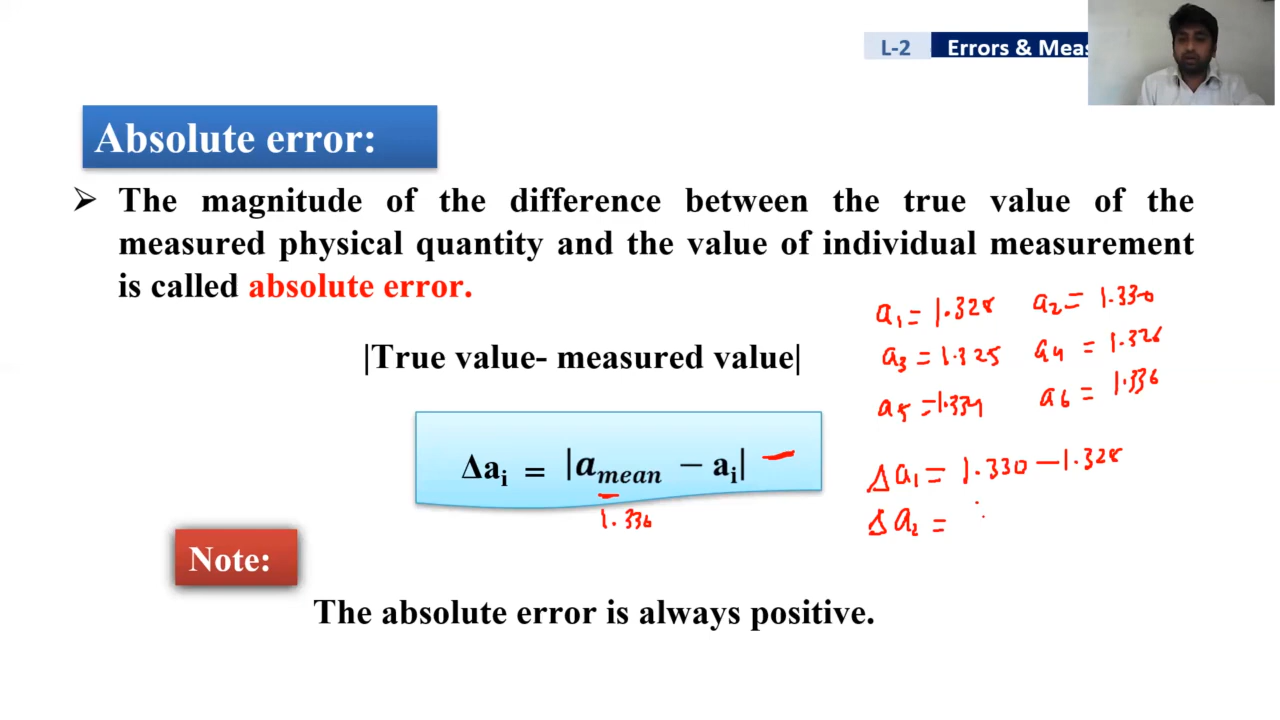 L-2 Errors & Meas
Absolute error:
➢ The magnitude of the difference between the true value of the
measured physical quantity and the value of individual measurement
is called absolute error.
a₁ = 1.328 a₂ = 1.330
|True value- measured value|
a₃ = 1.325 a₄ = 1.326
a₅ = 1.334 a₆ = 1.336
Δaᵢ = |a_mean − aᵢ| –
Δa₁ = 1.330 – 1.328
1.330
Δa₂ =
Note:
The absolute error is always positive.